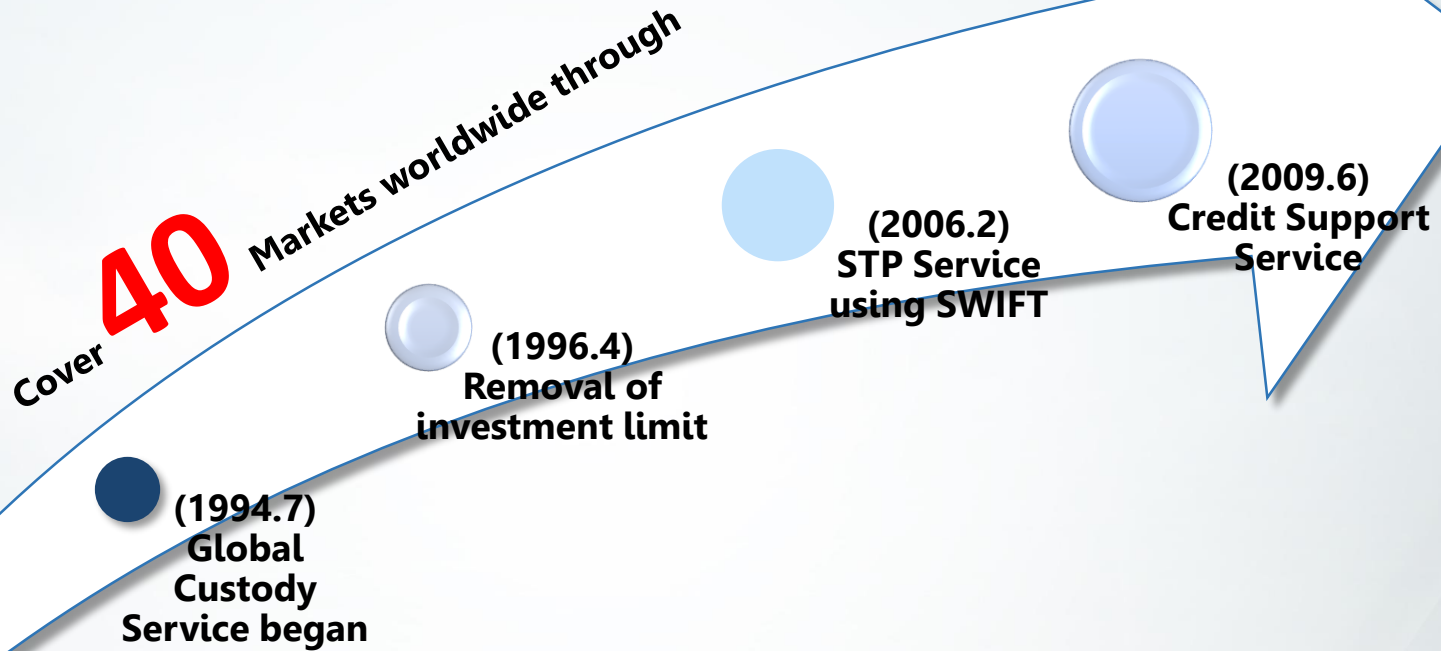 Cover 40 Markets worldwide through
(1994.7)
Global
Custody
Service began
(1996.4)
Removal of
investment limit
(2006.2)
STP Service
using SWIFT
(2009.6)
Credit Support
Service